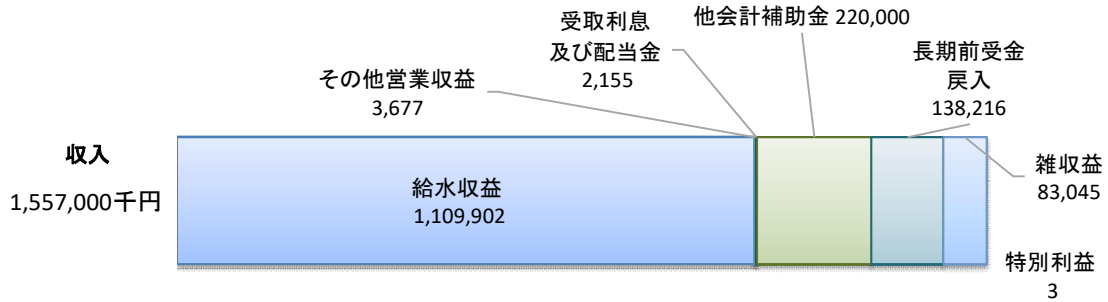 受取利息
及び配当金
2,155
他会計補助金 220,000
長期前受金
戻入
138,216
その他営業収益
3,677
収入
1,557,000千円
給水収益
1,109,902
雑収益
83,045
特別利益
3